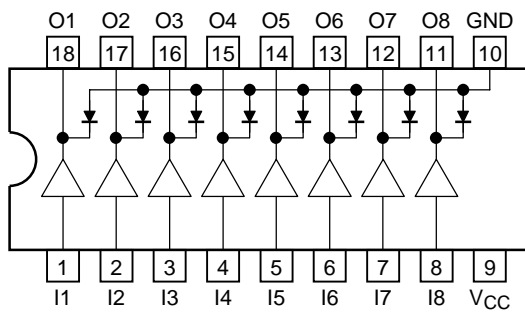 O1 O2 O3 O4 O5 O6 O7 O8 GND
18 17 16 15 14 13 12 11 10
1 2 3 4 5 6 7 8 9
I1 I2 I3 I4 I5 I6 I7 I8 VCC